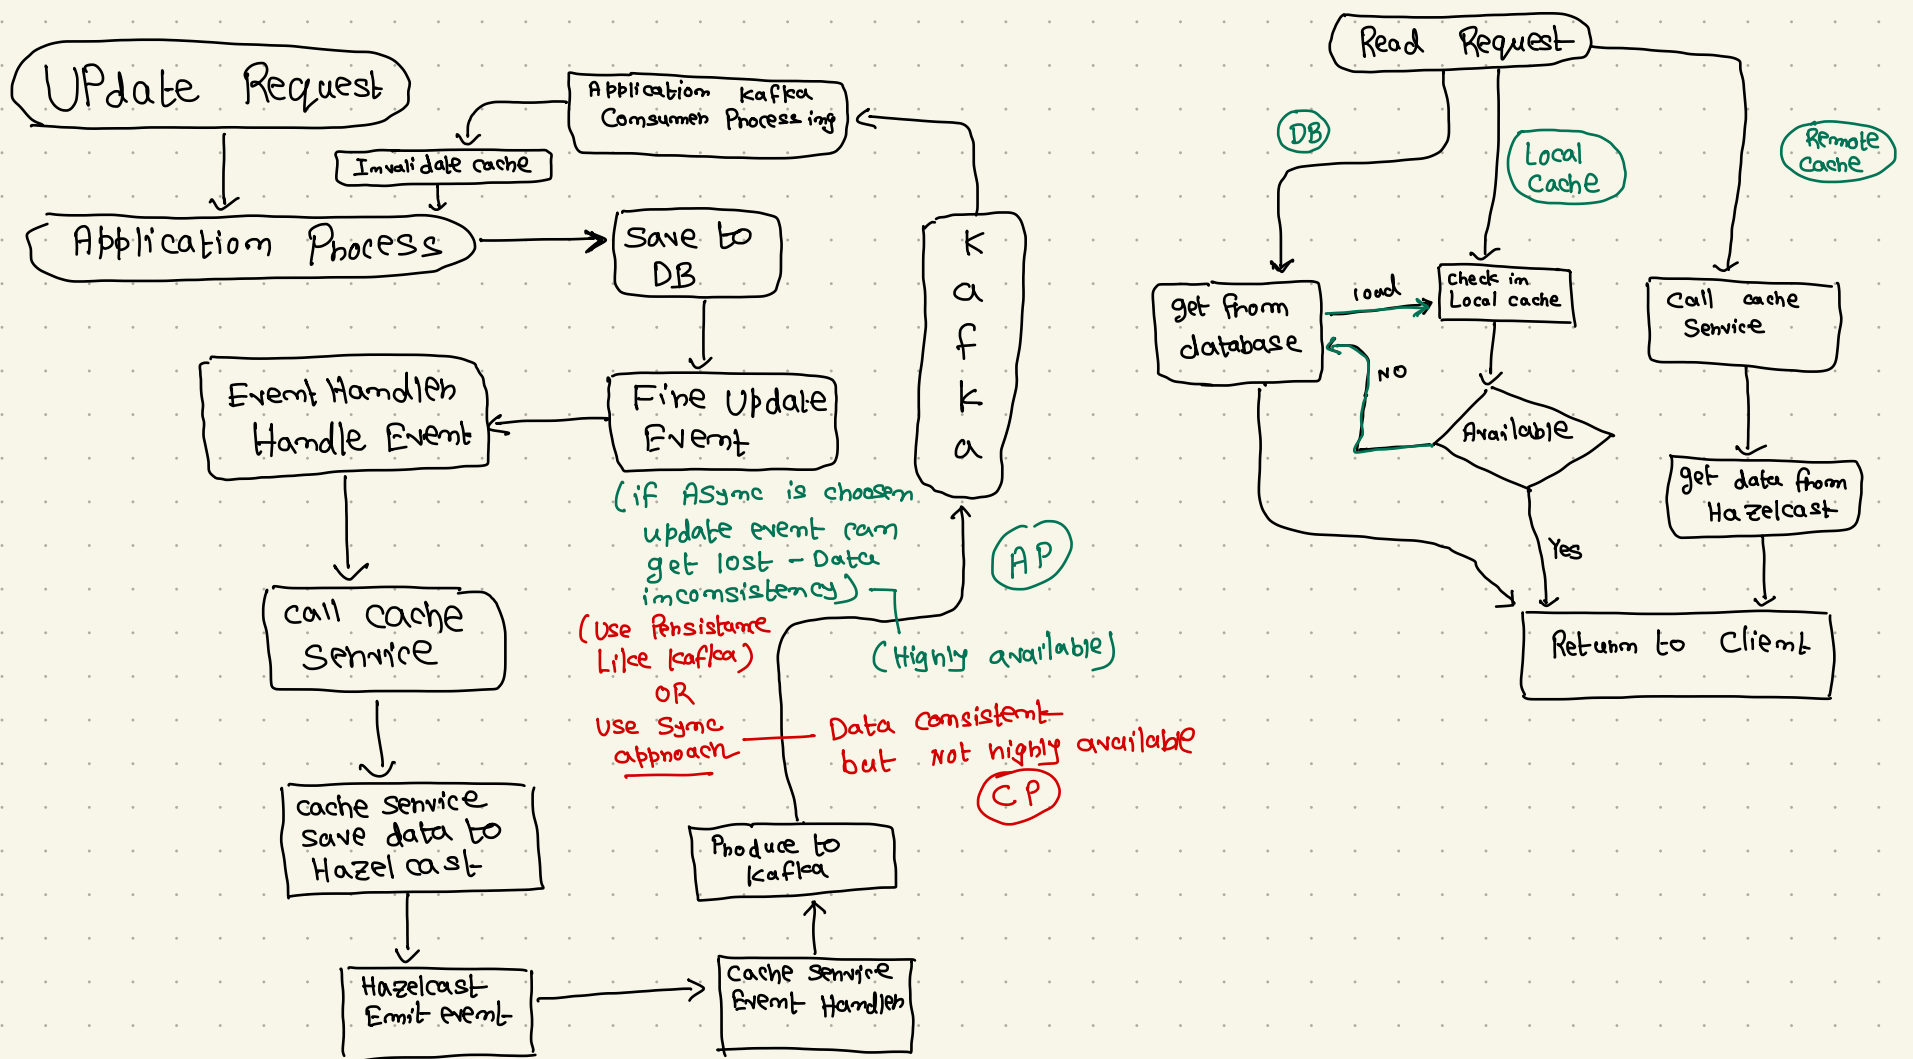 UPdate Request
Application Kafka
Consumer Processing
Invalidate cache
Application Process
Save to
DB
K
a
f
k
a
Event Handler
Handle Event
Fire Update
Event
(if ASync is choosen
update event can
get lost - Data
inconsistency)
(Highly available)
AP
(Use Persistance
Like Kafka)
OR
Use Sync
approach
Data consistent
but Not highly available
CP
Call Cache
Service
Cache Service
save data to
Hazelcast
Produce to
Kafka
Hazelcast
Emit event
Cache Service
Event Handler
Read Request
DB
Local
Cache
Remote
Cache
get from
database
load
Check in
Local cache
NO
Available
Yes
Call cache
Service
get data from
Hazelcast
Return to Client